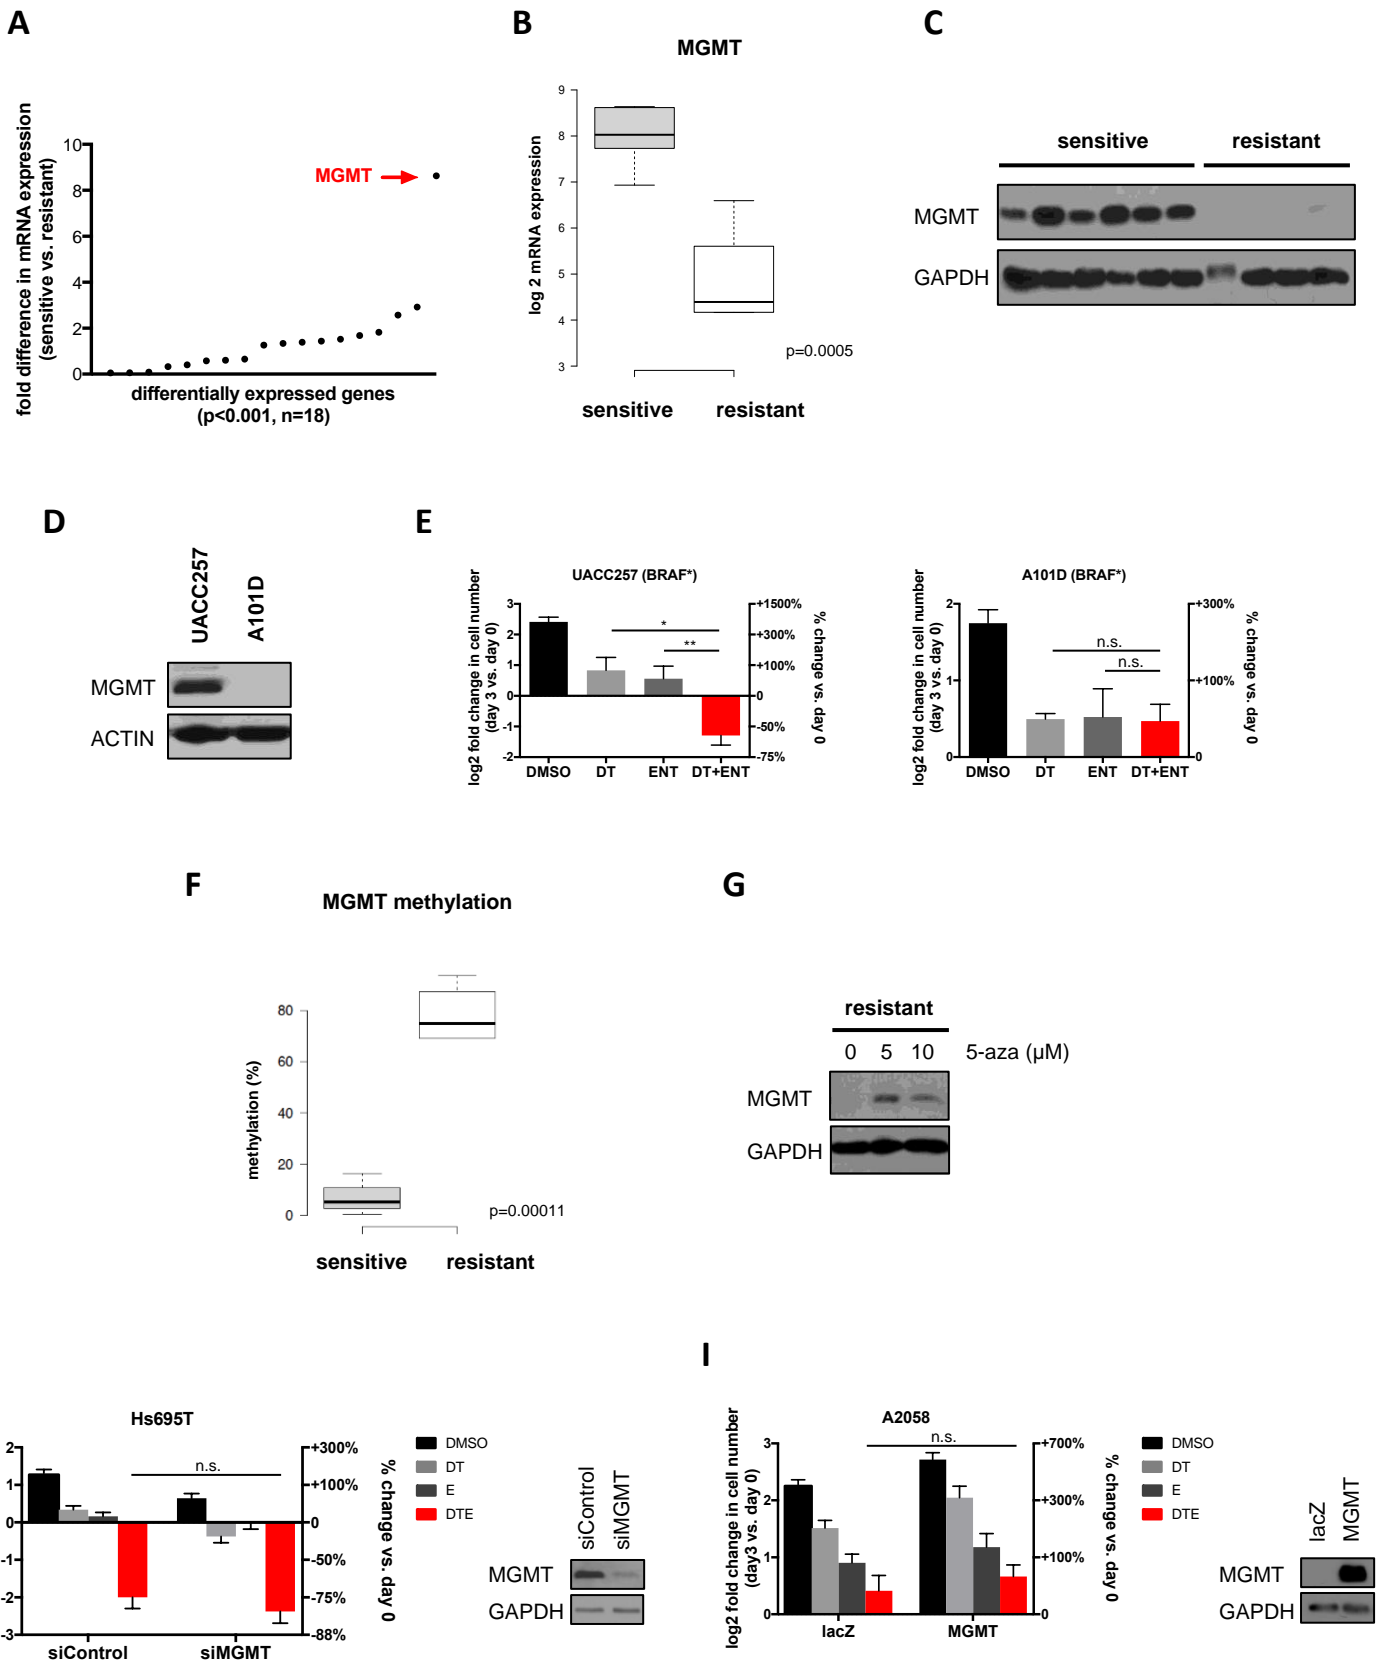 A
fold difference in mRNA expression
(sensitive vs. resistant)
10
8
6
4
2
0
MGMT
differentially expressed genes
(p<0.001, n=18)
B
MGMT
log 2 mRNA expression
9
8
7
6
5
4
3
p=0.0005
sensitive resistant
C
sensitive resistant
MGMT
GAPDH
D
UACC257
A101D
MGMT
ACTIN
E
UACC257 (BRAF*)
log2 fold change in cell number
(day 3 vs. day 0)
3
2
1
0
-1
-2
*
**
+1500%
+300%
+100%
0
-50%
-75%
% change vs. day 0
DMSO DT ENT DT+ENT
A101D (BRAF*)
log2 fold change in cell number
(day 3 vs. day 0)
2
1
0
n.s.
n.s.
+300%
+100%
0
% change vs. day 0
DMSO DT ENT DT+ENT
F
MGMT methylation
methylation (%)
80
60
40
20
0
p=0.00011
sensitive resistant
G
resistant
0 5 10 5-aza (µM)
MGMT
GAPDH
Hs695T
2
1
0
-1
-2
-3
n.s.
+300%
+100%
0
-50%
-75%
-88%
% change vs. day 0
siControl siMGMT
DMSO
DT
E
DTE
siControl
siMGMT
MGMT
GAPDH
I
A2058
log2 fold change in cell number
(day3 vs. day 0)
3
2
1
0
n.s.
+700%
+300%
+100%
0
% change vs. day 0
lacZ MGMT
DMSO
DT
E
DTE
lacZ
MGMT
MGMT
GAPDH